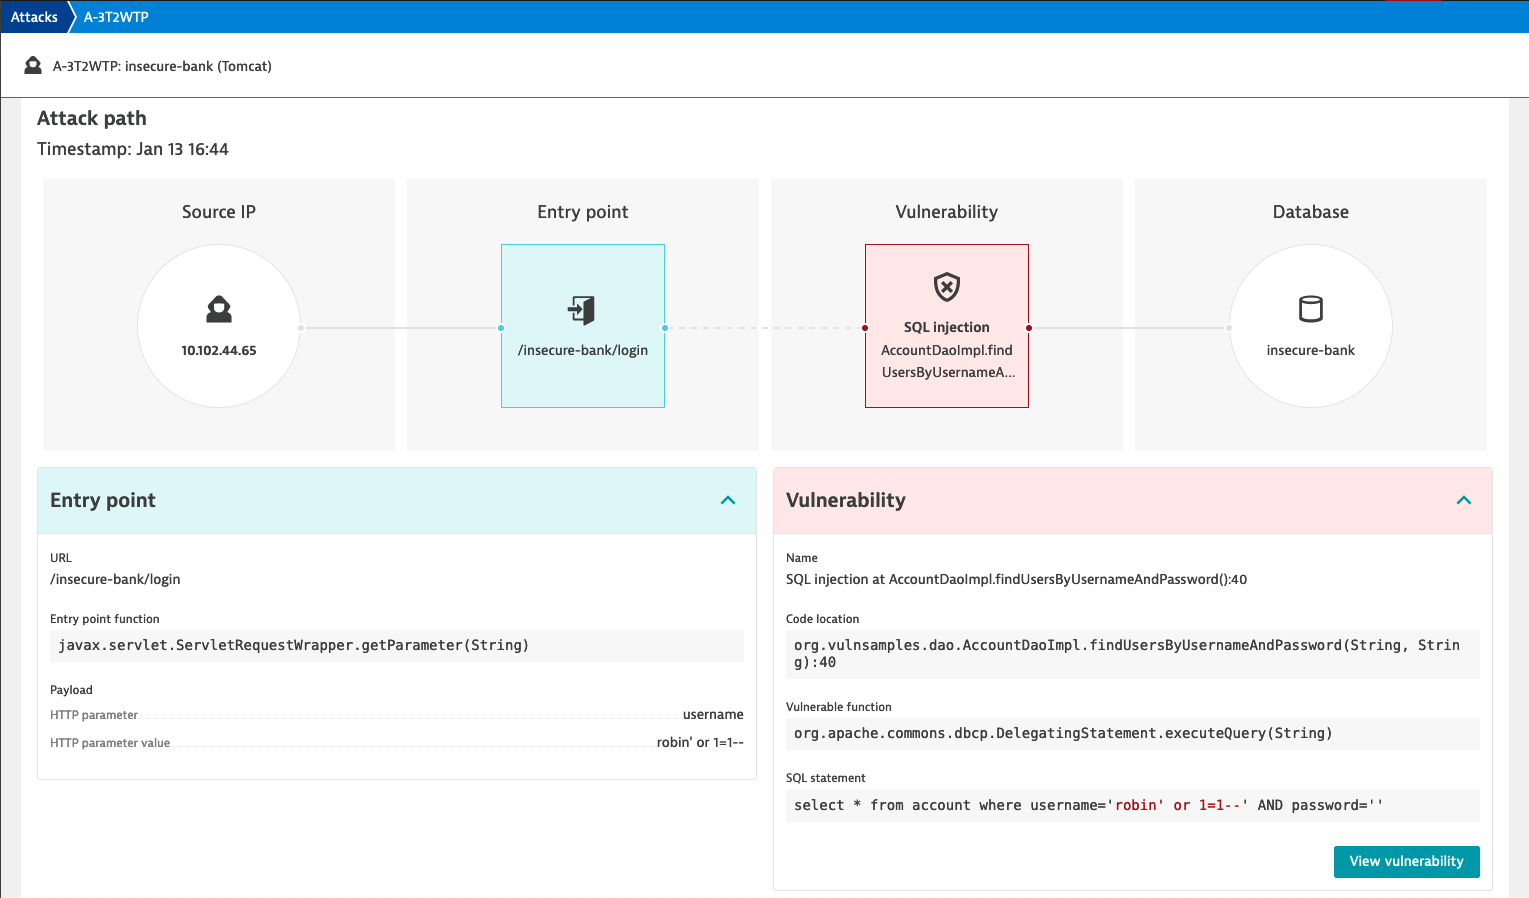 Attacks
A-3T2WTP
A-3T2WTP: insecure-bank (Tomcat)
Attack path
Timestamp: Jan 13 16:44
Source IP
Entry point
Vulnerability
Database
10.102.44.65
/insecure-bank/login
SQL injection
AccountDaoImpl.find
UsersByUsernameA...
insecure-bank
Entry point
URL
/insecure-bank/login
Entry point function
javax.servlet.ServletRequestWrapper.getParameter(String)
Payload
HTTP parameter username
HTTP parameter value robin' or 1=1--
Vulnerability
Name
SQL injection at AccountDaoImpl.findUsersByUsernameAndPassword():40
Code location
org.vulnsamples.dao.AccountDaoImpl.findUsersByUsernameAndPassword(String, Strin
g):40
Vulnerable function
org.apache.commons.dbcp.DelegatingStatement.executeQuery(String)
SQL statement
select * from account where username='robin' or 1=1--' AND password=''
View vulnerability